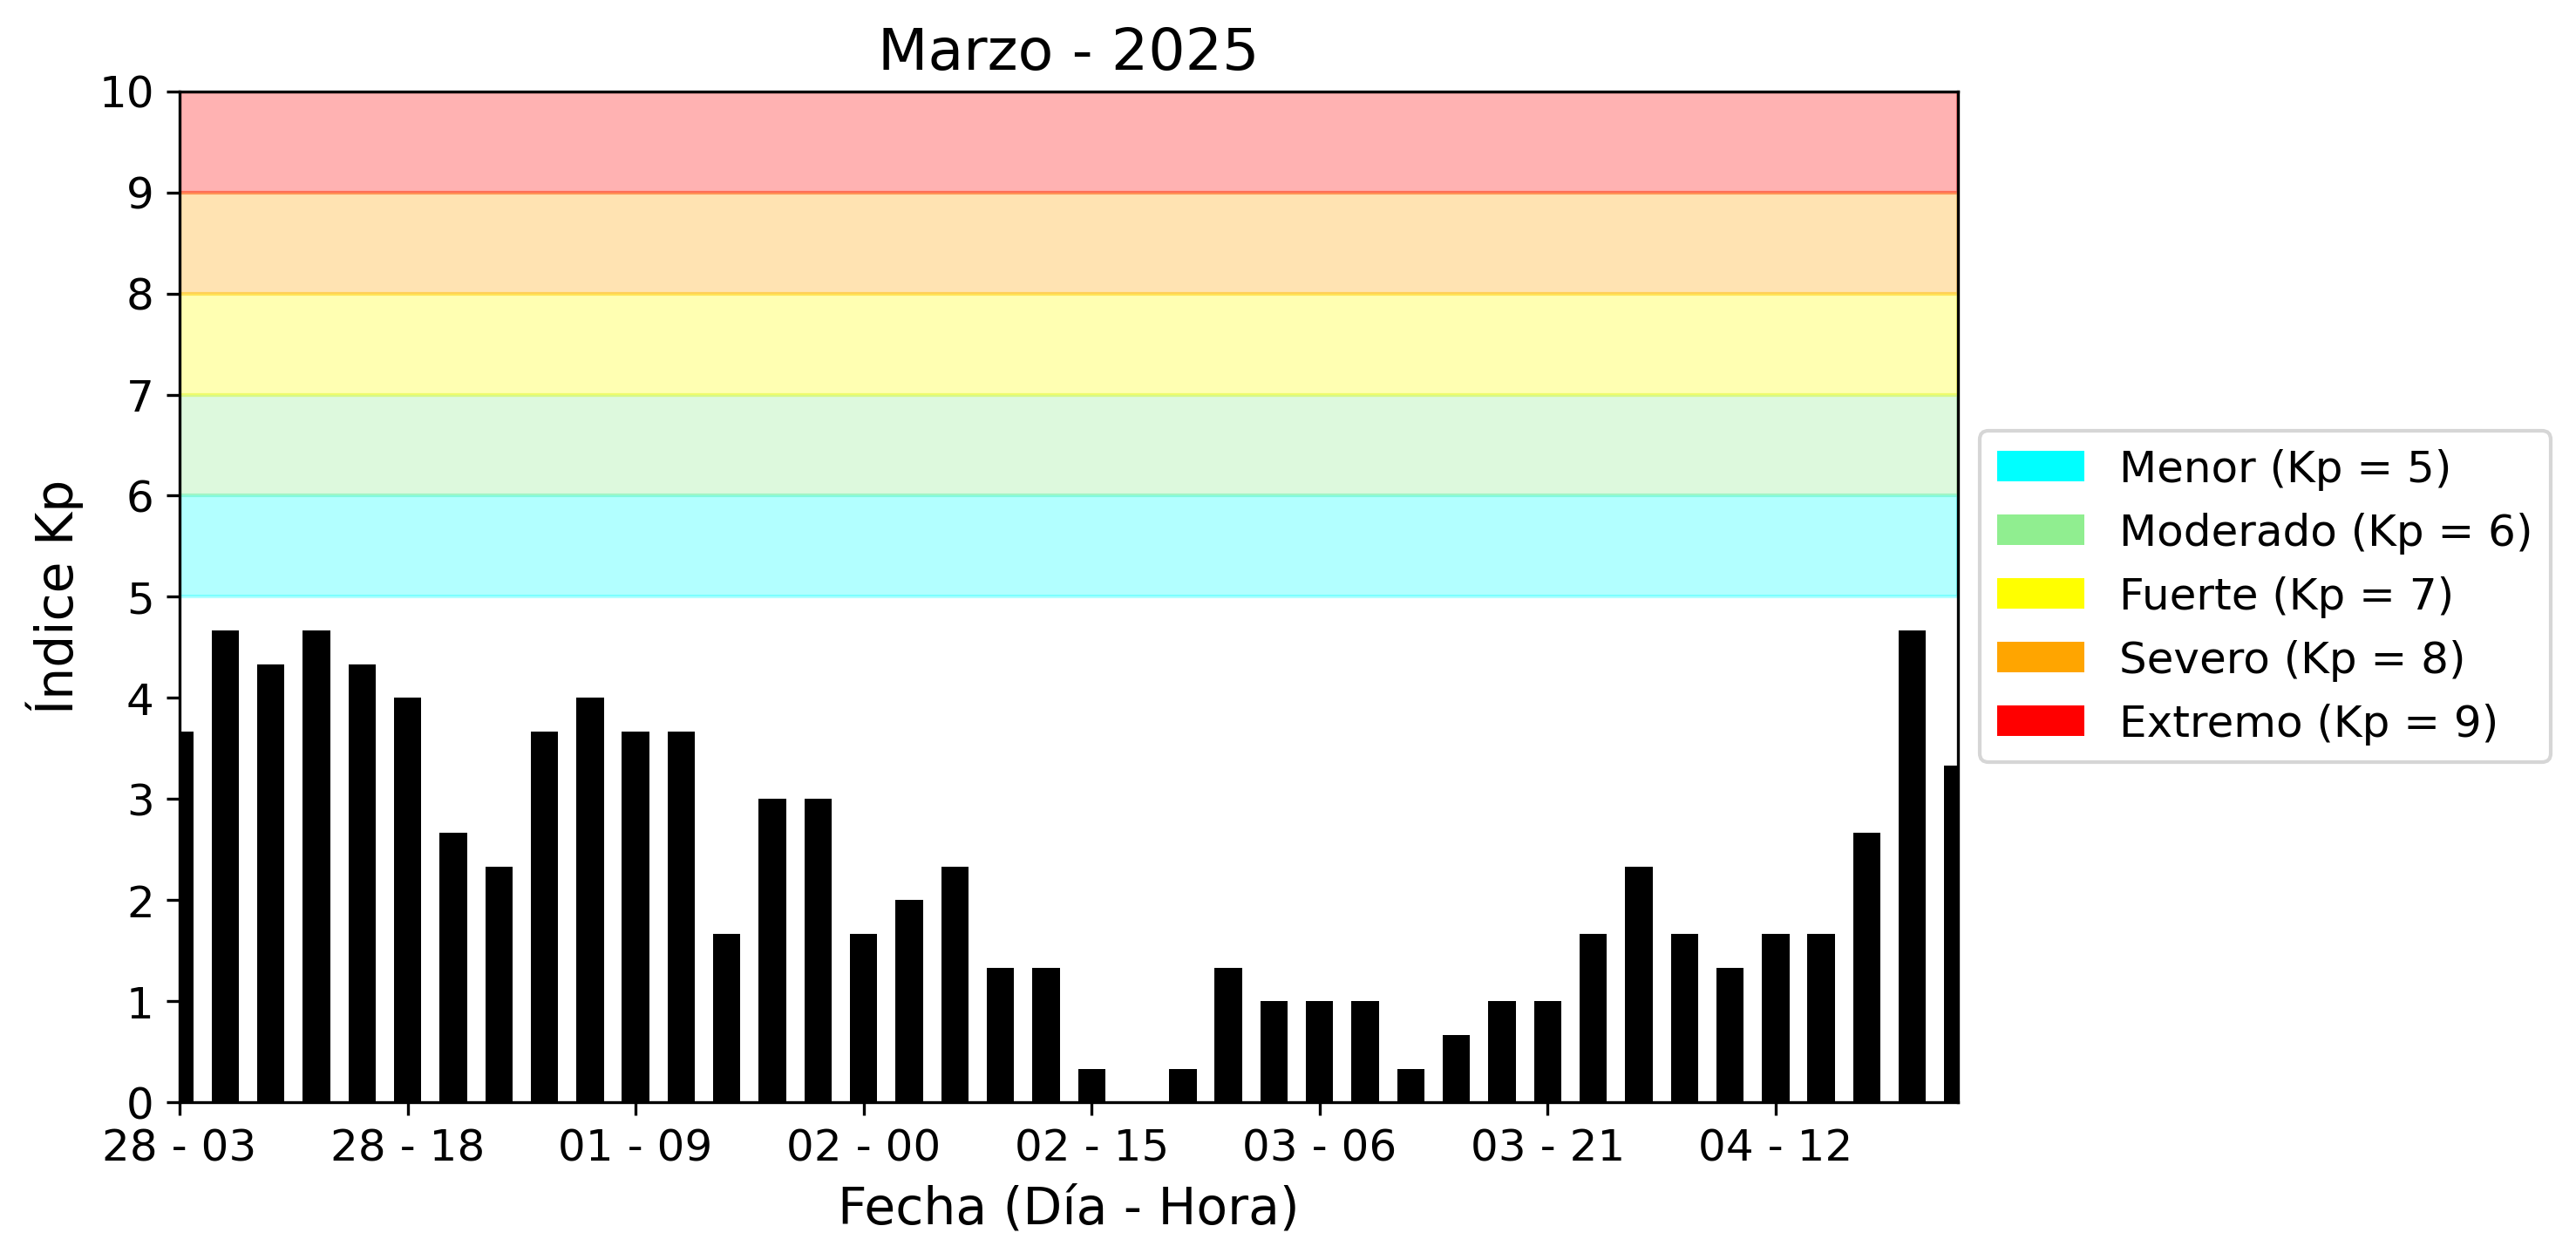 Marzo - 2025
Índice Kp
10
9
8
7
6
5
4
3
2
1
0
28 - 03
28 - 18
01 - 09
02 - 00
02 - 15
03 - 06
03 - 21
04 - 12
Fecha (Día - Hora)
Menor (Kp = 5)
Moderado (Kp = 6)
Fuerte (Kp = 7)
Severo (Kp = 8)
Extremo (Kp = 9)